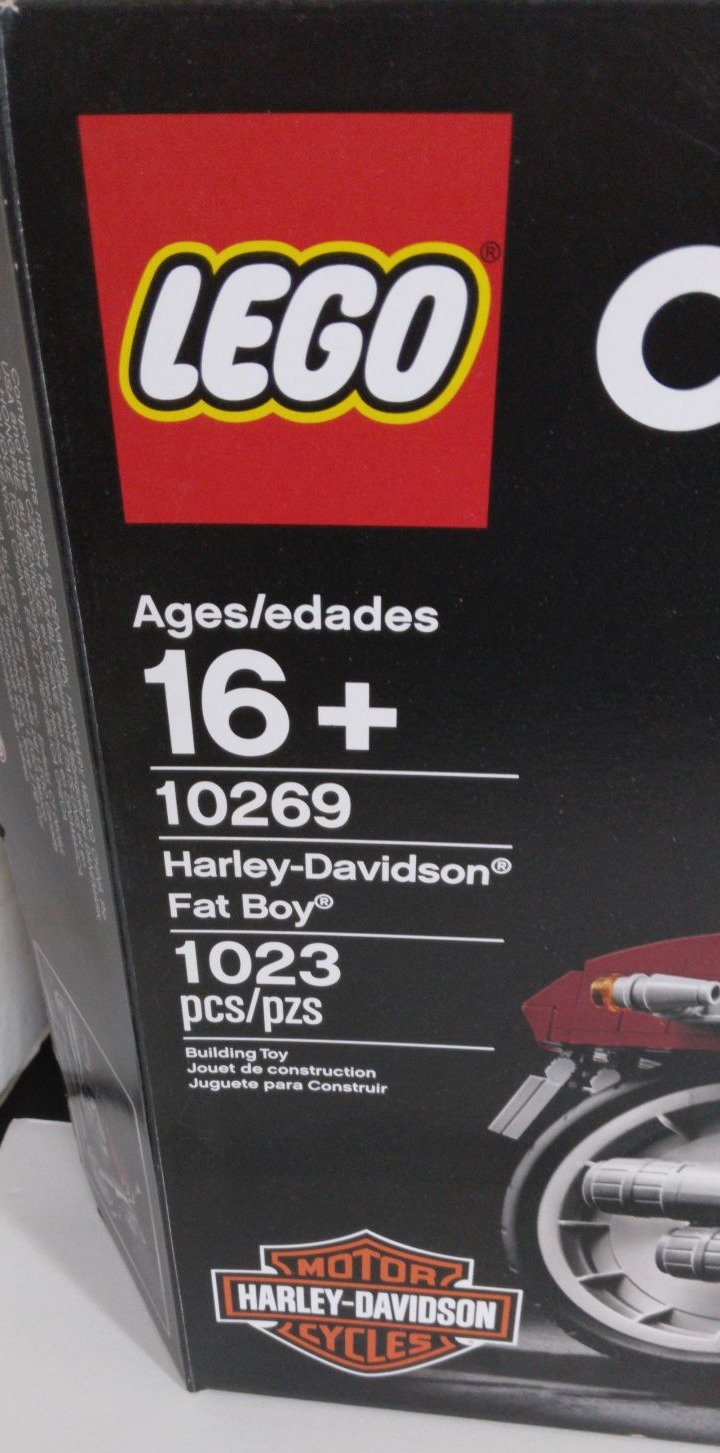 LEGO®
C
Ages/edades
16+
10269
Harley-Davidson®
Fat Boy®
1023
pcs/pzs
Building Toy
Jouet de construction
Juguete para Construir
MOTOR
HARLEY-DAVIDSON
CYCLES